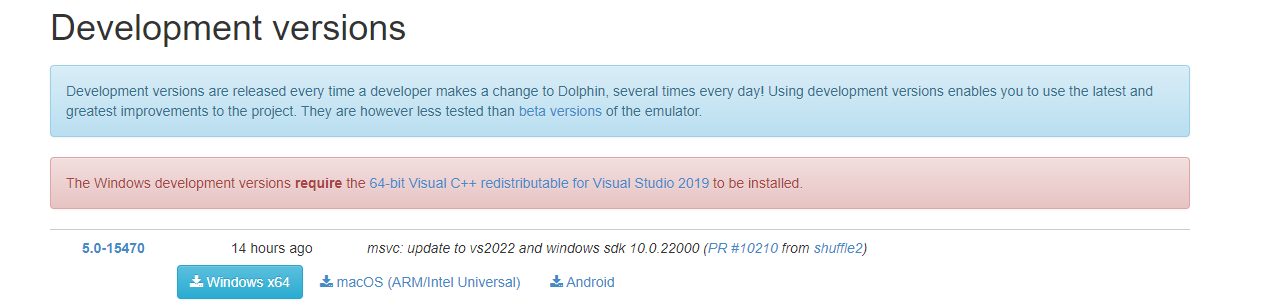 Development versions
Development versions are released every time a developer makes a change to Dolphin, several times every day! Using development versions enables you to use the latest and
greatest improvements to the project. They are however less tested than beta versions of the emulator.
The Windows development versions require the 64-bit Visual C++ redistributable for Visual Studio 2019 to be installed.
5.0-15470 14 hours ago msvc: update to vs2022 and windows sdk 10.0.22000 (PR #10210 from shuffle2)
Windows x64 macOS (ARM/Intel Universal) Android